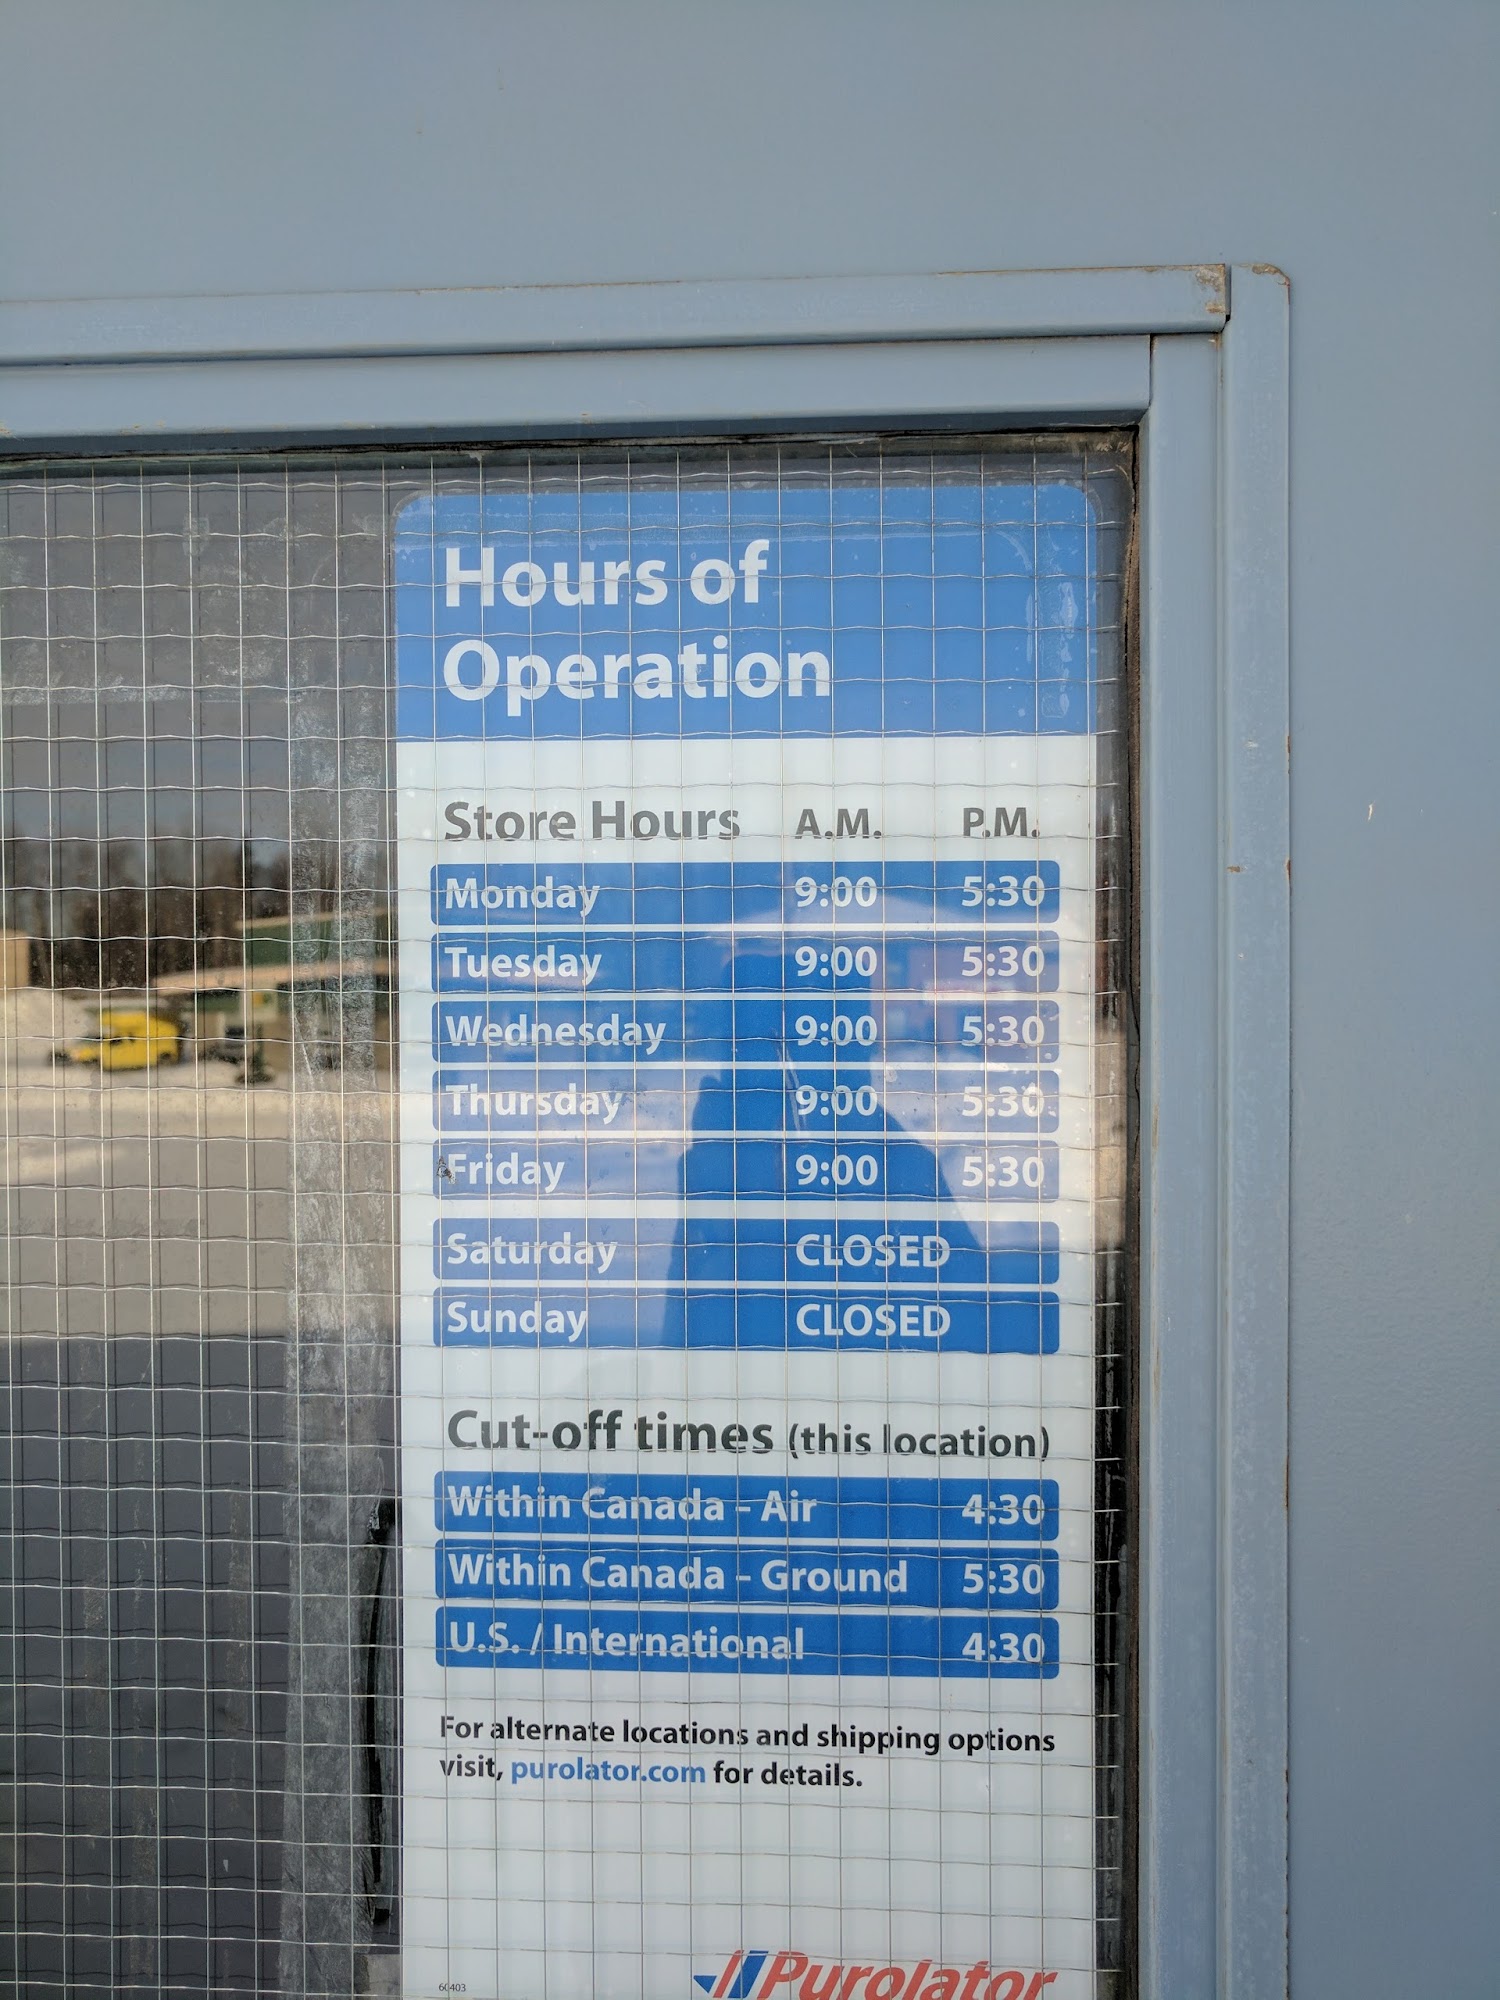 Hours of
Operation
Store Hours A.M. P.M.
Monday 9:00 5:30
Tuesday 9:00 5:30
Wednesday 9:00 5:30
Thursday 9:00 5:30
Friday 9:00 5:30
Saturday CLOSED
Sunday CLOSED
Cut-off times (this location)
Within Canada - Air 4:30
Within Canada - Ground 5:30
U.S. / International 4:30
For alternate locations and shipping options
visit, purolator.com for details.
60403 Purolator